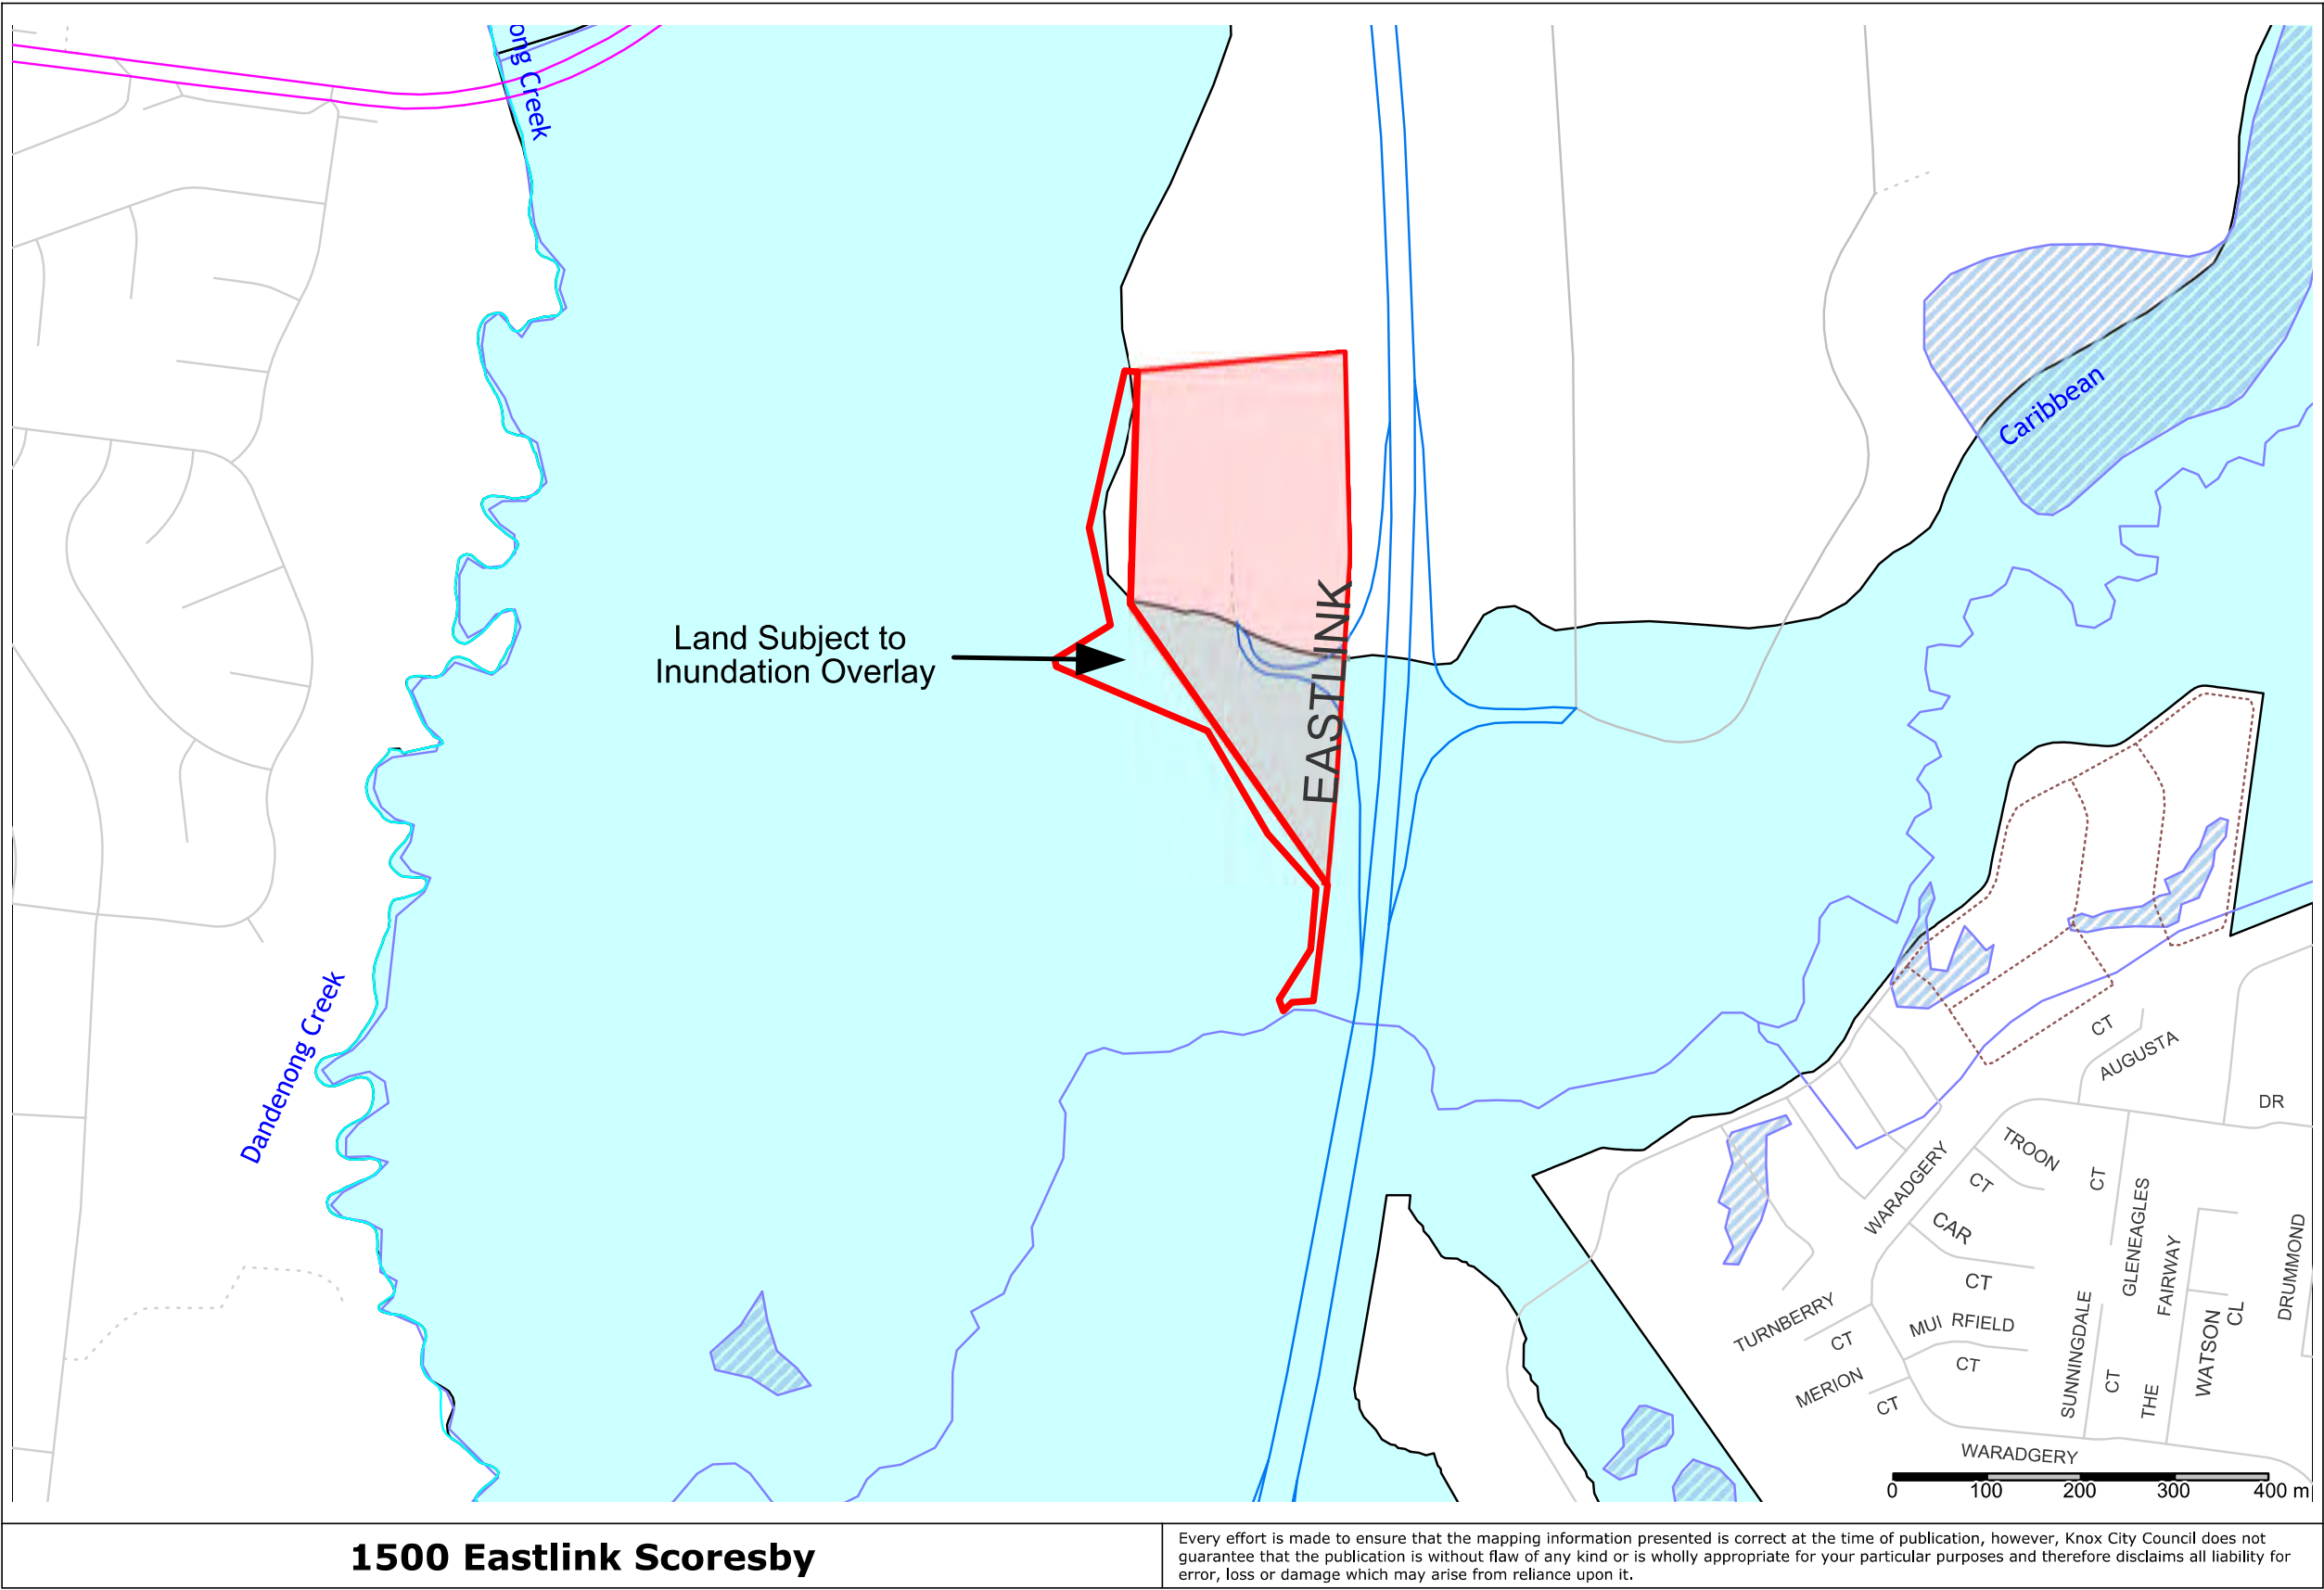 ong Creek
Caribbean
Land Subject to
Inundation Overlay
EASTLINK
Dandenong Creek
CT
AUGUSTA
DR
TROON
CT
WARADGERY
CAR
CT
GLENEAGLES
CT
FAIRWAY
DRUMMOND
TURNBERRY
CT
MUI RFIELD
CT
SUNNINGDALE
CT
THE
WATSON
CL
MERION
CT
WARADGERY
0 100 200 300 400 m
1500 Eastlink Scoresby
Every effort is made to ensure that the mapping information presented is correct at the time of publication, however, Knox City Council does not
guarantee that the publication is without flaw of any kind or is wholly appropriate for your particular purposes and therefore disclaims all liability for
error, loss or damage which may arise from reliance upon it.